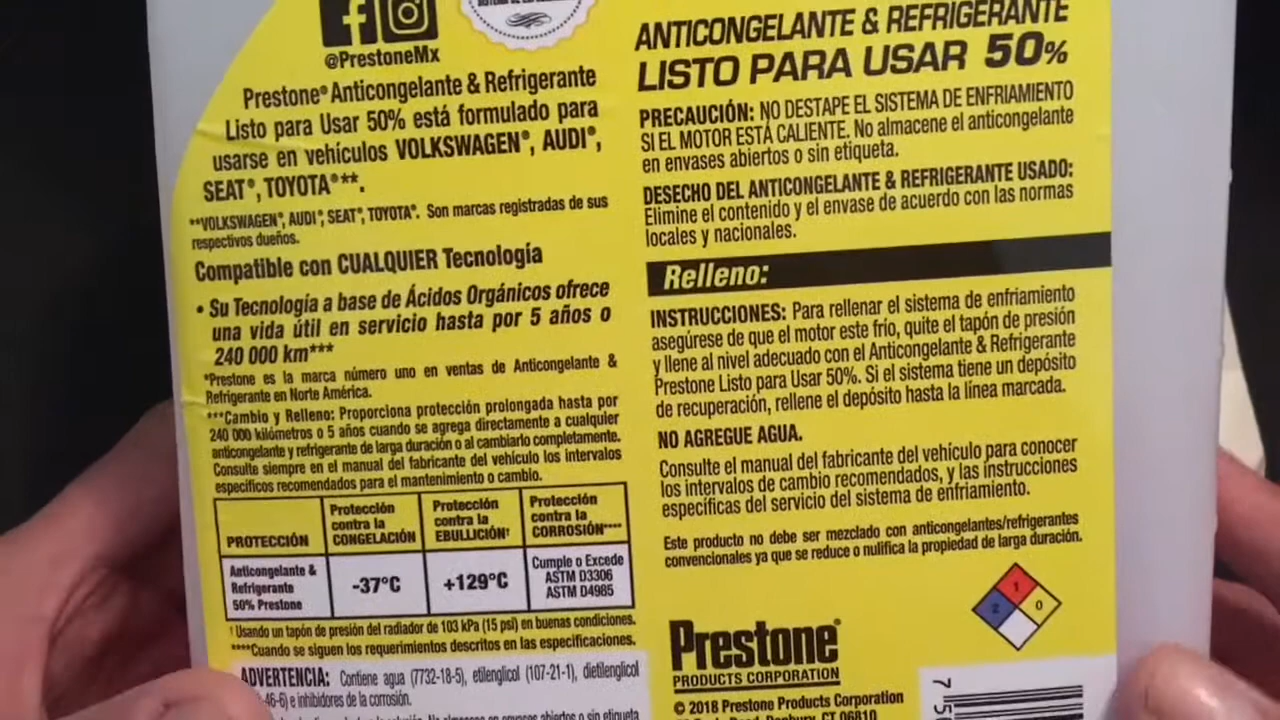 @PrestoneMx
Prestone® Anticongelante & Refrigerante
Listo para Usar 50% está formulado para
usarse en vehículos VOLKSWAGEN®, AUDI®,
SEAT®, TOYOTA®**.
**VOLKSWAGEN®, AUDI®, SEAT®, TOYOTA®. Son marcas registradas de sus
respectivos dueños.
Compatible con CUALQUIER Tecnología
• Su Tecnología a base de Ácidos Orgánicos ofrece
una vida útil en servicio hasta por 5 años o
240 000 km***
*Prestone es la marca número uno en ventas de Anticongelante &
Refrigerante en Norte América.
***Cambio y Relleno: Proporciona protección prolongada hasta por
240 000 kilómetros o 5 años cuando se agrega directamente a cualquier
anticongelante y refrigerante de larga duración o al cambiarlo completamente.
Consulte siempre en el manual del fabricante del vehículo los intervalos
específicos recomendados para el mantenimiento o cambio.
PROTECCIÓN
Protección
contra la
CONGELACIÓN
Protección
contra la
EBULLICIÓN†
Protección
contra la
CORROSIÓN****
Anticongelante &
Refrigerante
50% Prestone
-37°C
+129°C
Cumple o Excede
ASTM D3306
ASTM D4985
† Usando un tapón de presión del radiador de 103 kPa (15 psi) en buenas condiciones.
****Cuando se siguen los requerimientos descritos en las especificaciones.
ADVERTENCIA: Contiene agua (7732-18-5), etilenglicol (107-21-1), dietilenglicol
46-6) e inhibidores de la corrosión.
en envases abiertos o sin etiqueta
ANTICONGELANTE & REFRIGERANTE
LISTO PARA USAR 50%
PRECAUCIÓN: NO DESTAPE EL SISTEMA DE ENFRIAMIENTO
SI EL MOTOR ESTÁ CALIENTE. No almacene el anticongelante
en envases abiertos o sin etiqueta.
DESECHO DEL ANTICONGELANTE & REFRIGERANTE USADO:
Elimine el contenido y el envase de acuerdo con las normas
locales y nacionales.
Relleno:
INSTRUCCIONES: Para rellenar el sistema de enfriamiento
asegúrese de que el motor este frío, quite el tapón de presión
y llene al nivel adecuado con el Anticongelante & Refrigerante
Prestone Listo para Usar 50%. Si el sistema tiene un depósito
de recuperación, rellene el depósito hasta la línea marcada.
NO AGREGUE AGUA.
Consulte el manual del fabricante del vehículo para conocer
los intervalos de cambio recomendados, y las instrucciones
específicas del servicio del sistema de enfriamiento.
Este producto no debe ser mezclado con anticongelantes/refrigerantes
convencionales ya que se reduce o nulifica la propiedad de larga duración.
1
2
0
Prestone®
PRODUCTS CORPORATION
© 2018 Prestone Products Corporation
Danbury, CT 06810